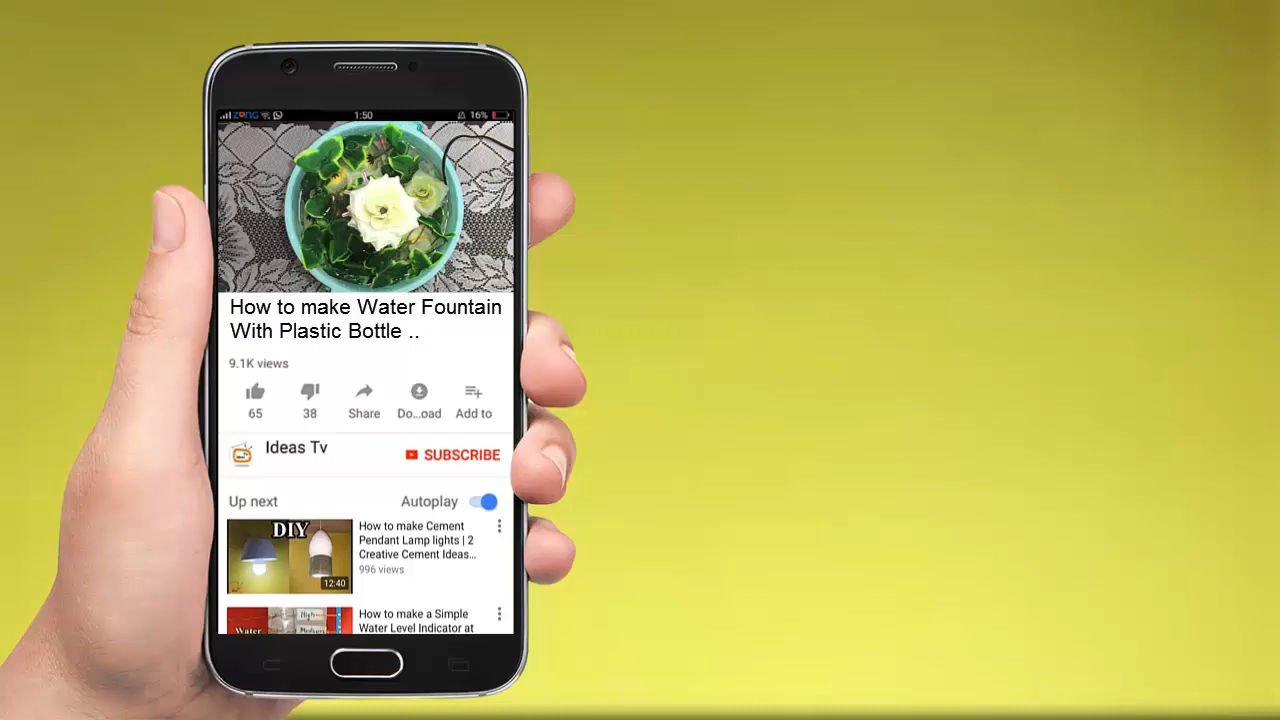 ZONG 1:50 16%
How to make Water Fountain
With Plastic Bottle ..
9.1K views
65 38 Share Do...oad Add to
Ideas Tv SUBSCRIBE
Up next Autoplay
DIY
12:40
How to make Cement
Pendant Lamp lights | 2
Creative Cement Ideas...
996 views
Water
High
How to make a Simple
Water Level Indicator at